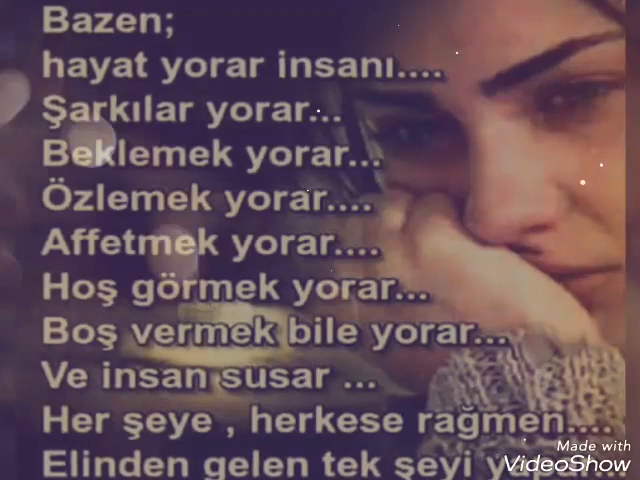 Bazen;
hayat yorar insanı....
Şarkılar yorar...
Beklemek yorar...
Özlemek yorar....
Affetmek yorar....
Hoş görmek yorar...
Boş vermek bile yorar...
Ve insan susar ...
Her şeye , herkese rağmen....
Elinden gelen tek şeyi yapar...
Made with
VideoShow